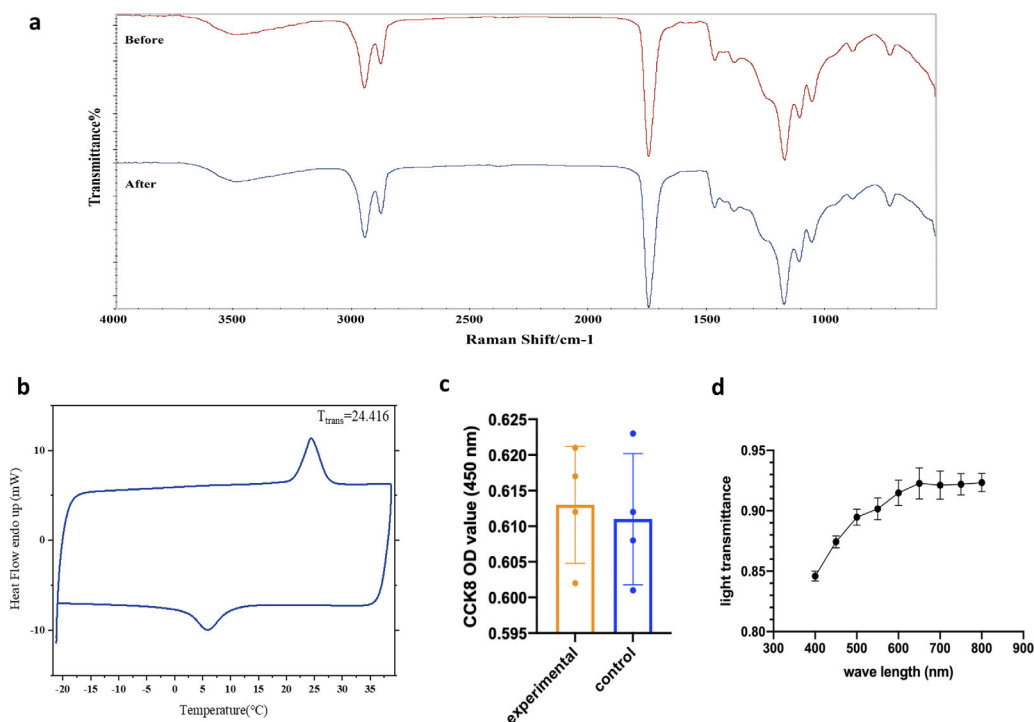 a
Before
After
Transmittance%
4000 3500 3000 2500 2000 1500 1000
Raman Shift/cm-1
b
T_trans=24.416
Heat Flow endo up (mW)
10
0
-10
-20 -15 -10 -5 0 5 10 15 20 25 30 35
Temperature(°C)
c
CCK8 OD value (450 nm)
0.625
0.620
0.615
0.610
0.605
0.600
0.595
experimental
control
d
light transmittance
0.95
0.90
0.85
0.80
300 400 500 600 700 800 900
wave length (nm)